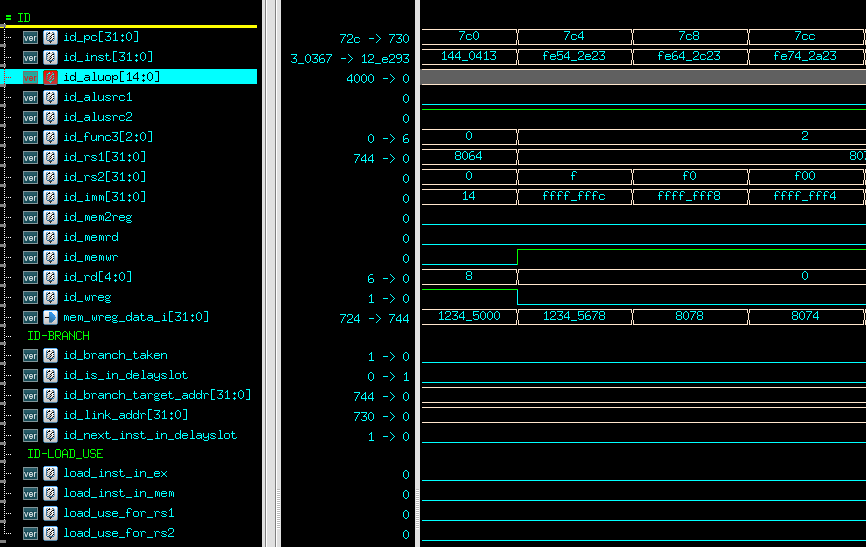 ID
ver id_pc[31:0] 72c -> 730 7c0 7c4 7c8 7cc
ver id_inst[31:0] 3_0367 -> 12_e293 144_0413 fe54_2e23 fe64_2c23 fe74_2a23
ver id_aluop[14:0] 4000 -> 0
ver id_alusrc1 0
ver id_alusrc2 0
ver id_func3[2:0] 0 -> 6 0 2
ver id_rs1[31:0] 744 -> 0 8064 807
ver id_rs2[31:0] 0 0 f f0 f00
ver id_imm[31:0] 0 14 ffff_fffc ffff_fff8 ffff_fff4
ver id_mem2reg 0
ver id_memrd 0
ver id_memwr 0
ver id_rd[4:0] 6 -> 0 8 0
ver id_wreg 1 -> 0
ver mem_wreg_data_i[31:0] 724 -> 744 1234_5000 1234_5678 8078 8074
ID-BRANCH
ver id_branch_taken 1 -> 0
ver id_is_in_delayslot 0 -> 1
ver id_branch_target_addr[31:0] 744 -> 0
ver id_link_addr[31:0] 730 -> 0
ver id_next_inst_in_delayslot 1 -> 0
ID-LOAD_USE
ver load_inst_in_ex 0
ver load_inst_in_mem 0
ver load_use_for_rs1 0
ver load_use_for_rs2 0